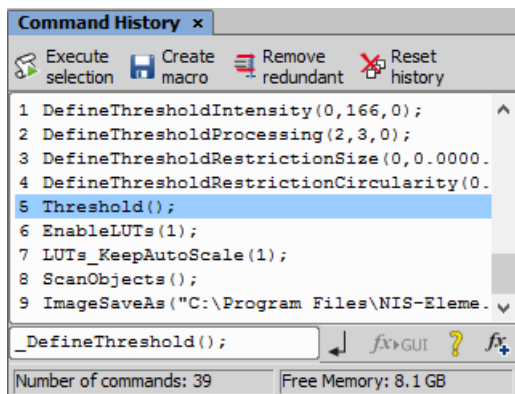 Command History ×
Execute selection Create macro Remove redundant Reset history
1 DefineThresholdIntensity(0,166,0);
2 DefineThresholdProcessing(2,3,0);
3 DefineThresholdRestrictionSize(0,0.0000.
4 DefineThresholdRestrictionCircularity(0.
5 Threshold();
6 EnableLUTs(1);
7 LUTs_KeepAutoScale(1);
8 ScanObjects();
9 ImageSaveAs("C:\Program Files\NIS-Eleme.
_DefineThreshold(); fx▸GUI ? fx+
Number of commands: 39 Free Memory: 8.1 GB